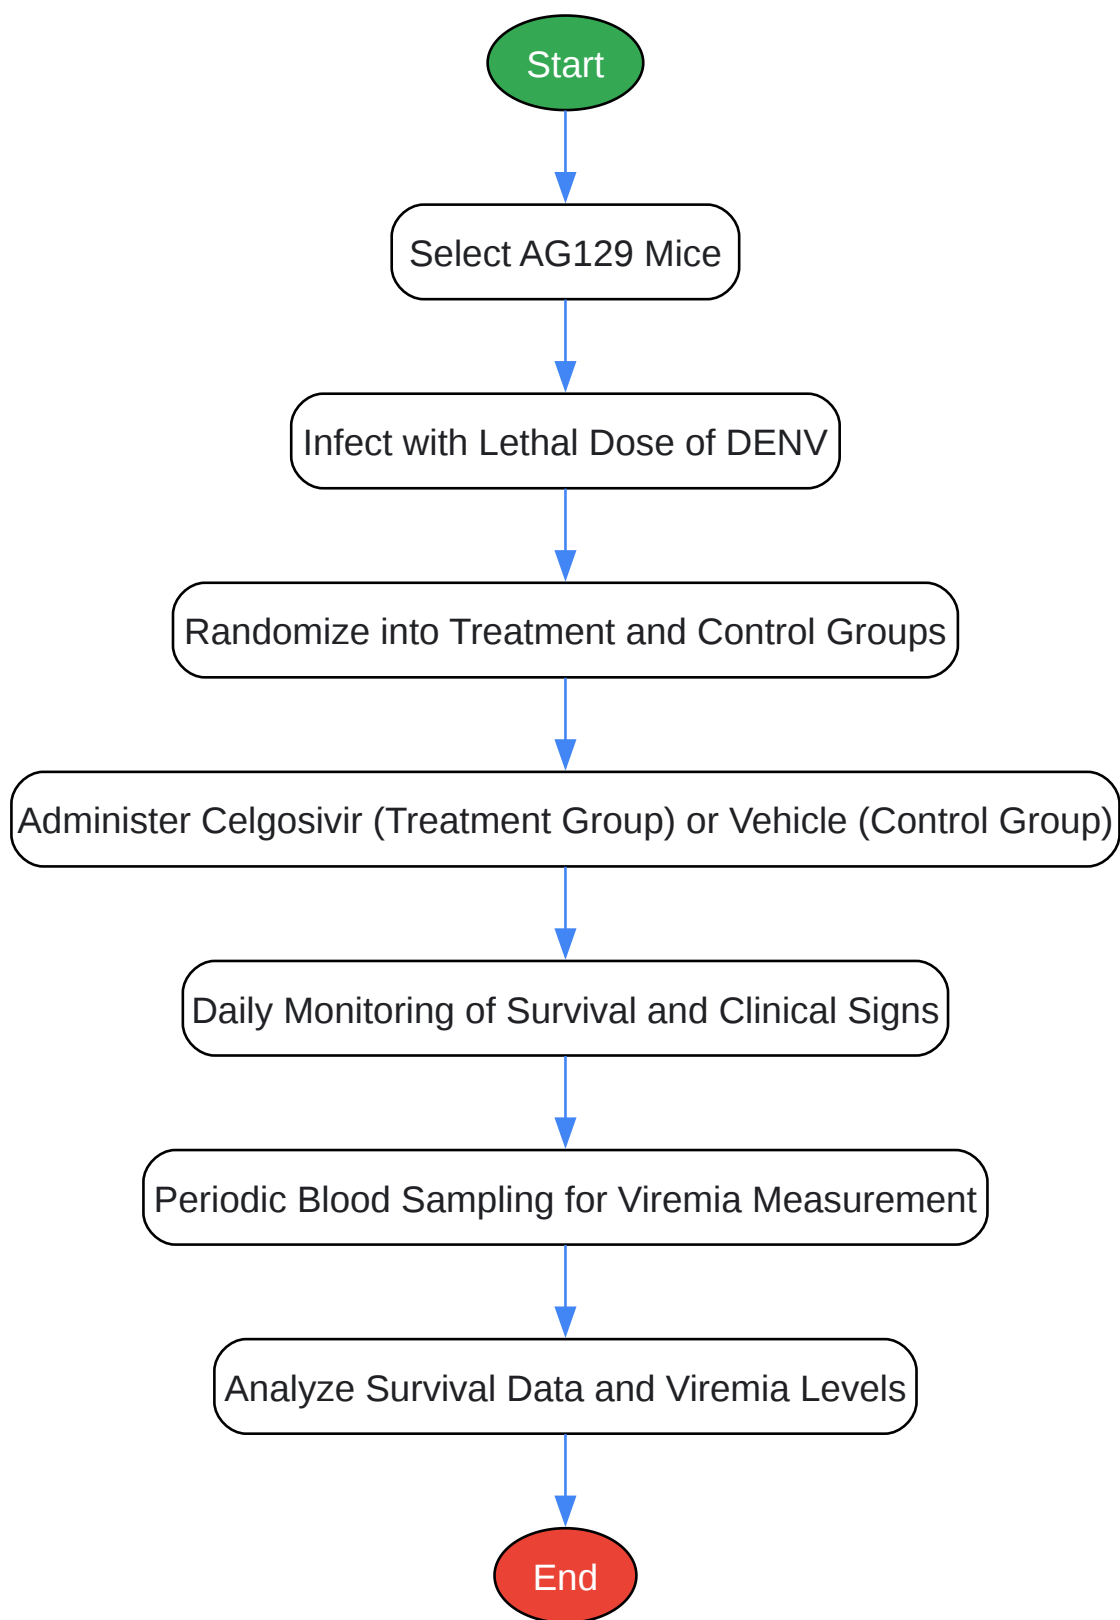 Start
Select AG129 Mice
Infect with Lethal Dose of DENV
Randomize into Treatment and Control Groups
Administer Celgosivir (Treatment Group) or Vehicle (Control Group)
Daily Monitoring of Survival and Clinical Signs
Periodic Blood Sampling for Viremia Measurement
Analyze Survival Data and Viremia Levels
End